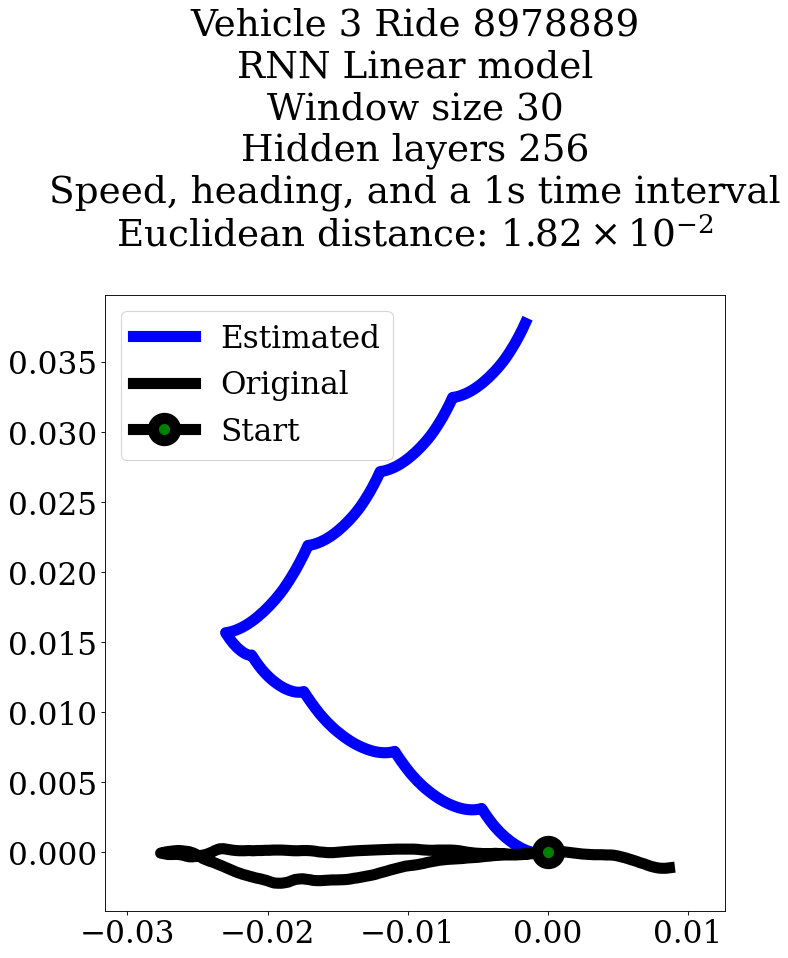 Vehicle 3 Ride 8978889
RNN Linear model
Window size 30
Hidden layers 256
Speed, heading, and a 1s time interval
Euclidean distance: 1.82 × 10⁻²
Estimated
Original
Start
0.035
0.030
0.025
0.020
0.015
0.010
0.005
0.000
−0.03 −0.02 −0.01 0.00 0.01